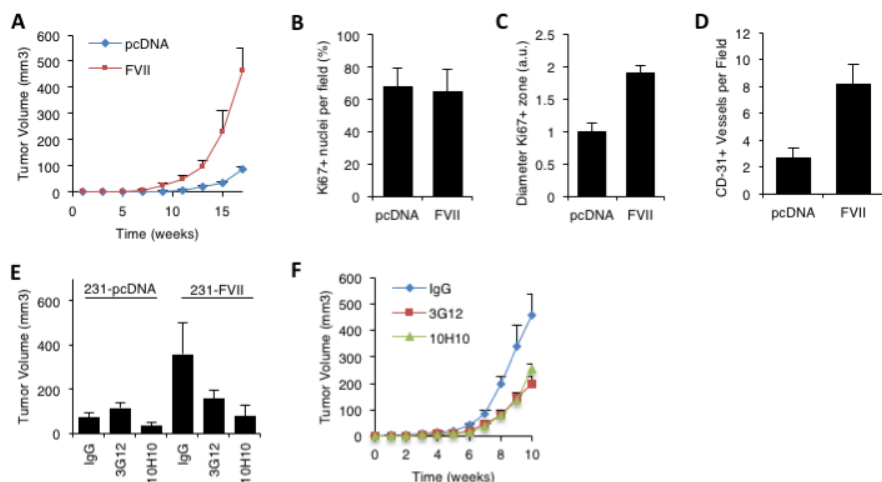 A
Tumor Volume (mm3)
600
500
400
300
200
100
0
pcDNA
FVII
0 5 10 15
Time (weeks)
B
Ki67+ nuclei per field (%)
100
80
60
40
20
0
pcDNA FVII
C
Diameter Ki67+ zone (a.u.)
2.5
2
1.5
1
0.5
0
pcDNA FVII
D
CD-31+ Vessels per Field
12
10
8
6
4
2
0
pcDNA FVII
E
Tumor Volume (mm3)
600
400
200
0
231-pcDNA 231-FVII
IgG 3G12 10H10 IgG 3G12 10H10
F
Tumor Volume (mm3)
600
500
400
300
200
100
0
IgG
3G12
10H10
0 2 4 6 8 10
Time (weeks)